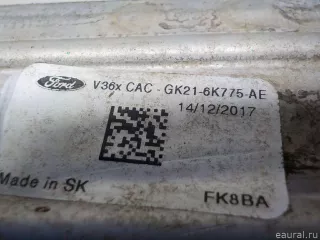 Ford V36x CAC - GK21-6K775-AE
14/12/2017
Made in SK
FK8BA
eaural.ru